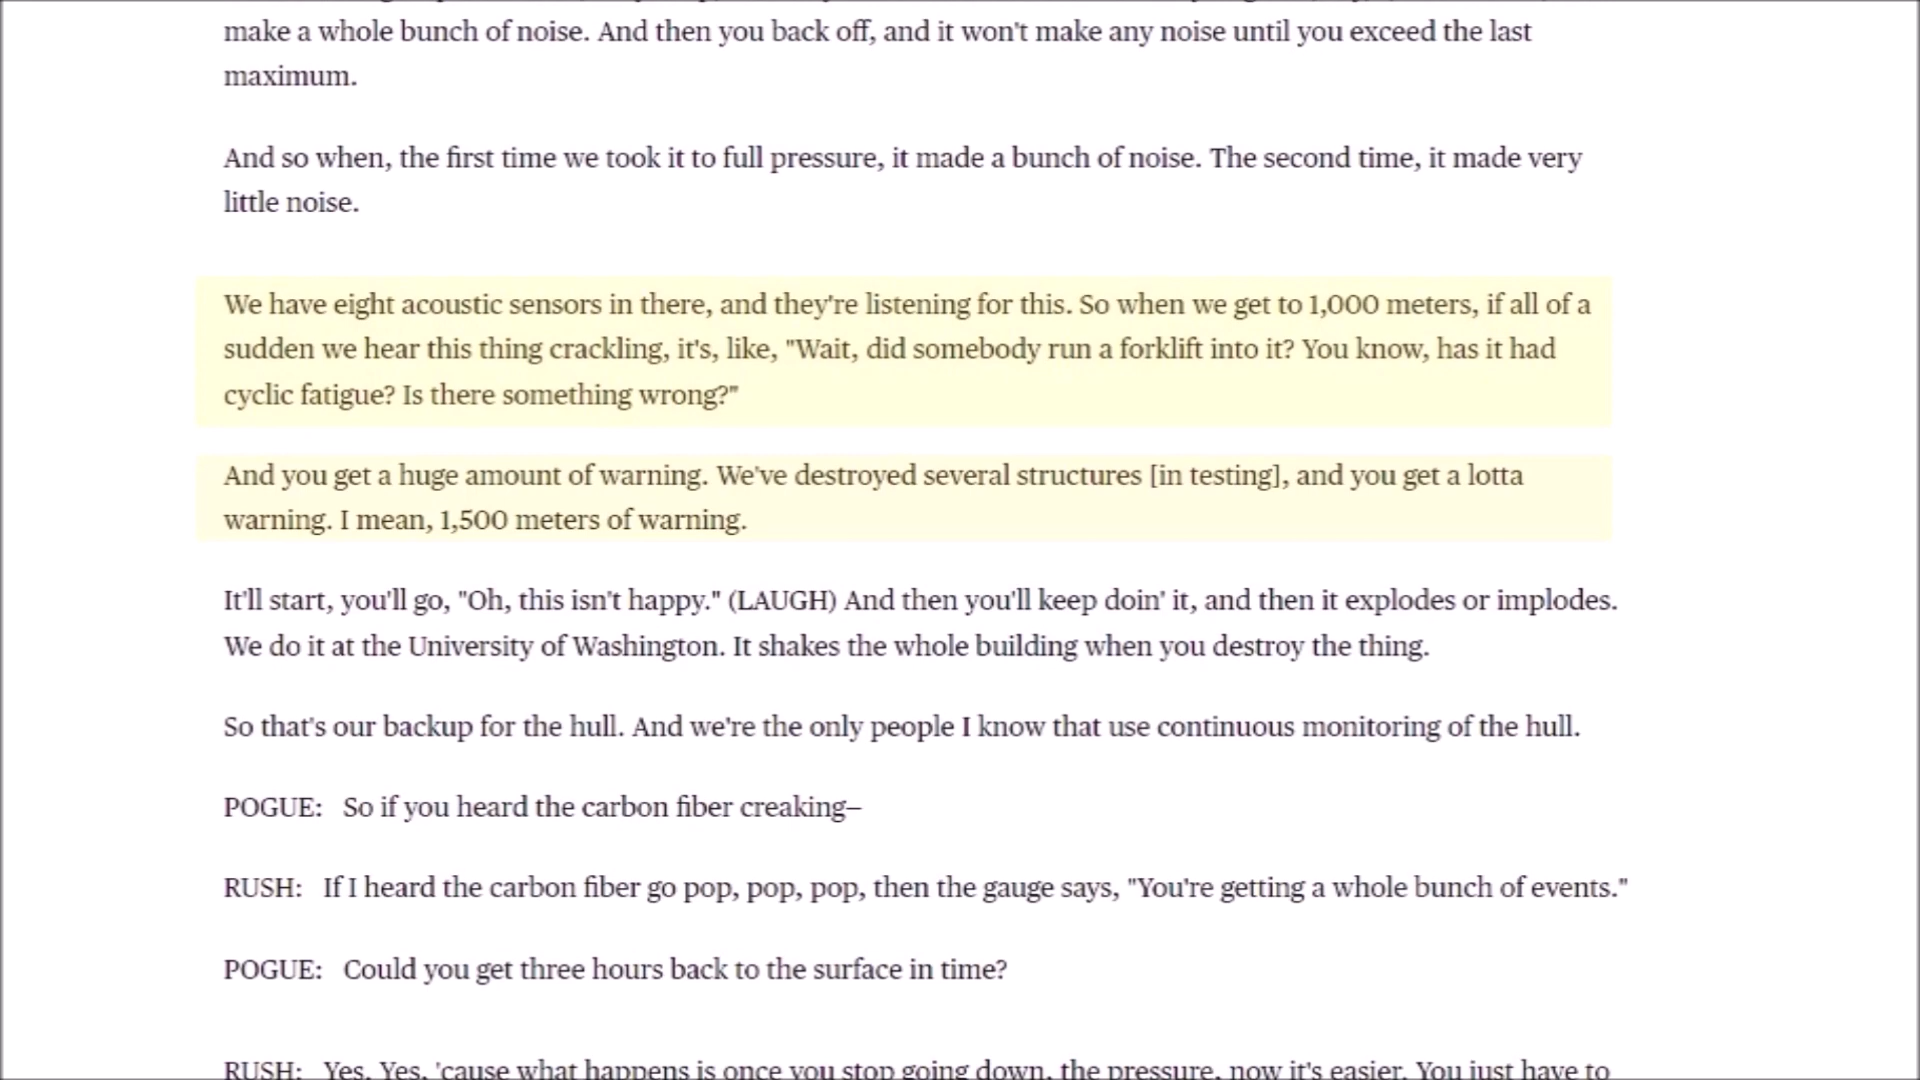 make a whole bunch of noise. And then you back off, and it won't make any noise until you exceed the last
maximum.
And so when, the first time we took it to full pressure, it made a bunch of noise. The second time, it made very
little noise.
We have eight acoustic sensors in there, and they're listening for this. So when we get to 1,000 meters, if all of a
sudden we hear this thing crackling, it's, like, "Wait, did somebody run a forklift into it? You know, has it had
cyclic fatigue? Is there something wrong?"
And you get a huge amount of warning. We've destroyed several structures [in testing], and you get a lotta
warning. I mean, 1,500 meters of warning.
It'll start, you'll go, "Oh, this isn't happy." (LAUGH) And then you'll keep doin' it, and then it explodes or implodes.
We do it at the University of Washington. It shakes the whole building when you destroy the thing.
So that's our backup for the hull. And we're the only people I know that use continuous monitoring of the hull.
POGUE: So if you heard the carbon fiber creaking–
RUSH: If I heard the carbon fiber go pop, pop, pop, then the gauge says, "You're getting a whole bunch of events."
POGUE: Could you get three hours back to the surface in time?
RUSH: Yes. Yes, 'cause what happens is once you stop going down, the pressure, now it's easier. You just have to